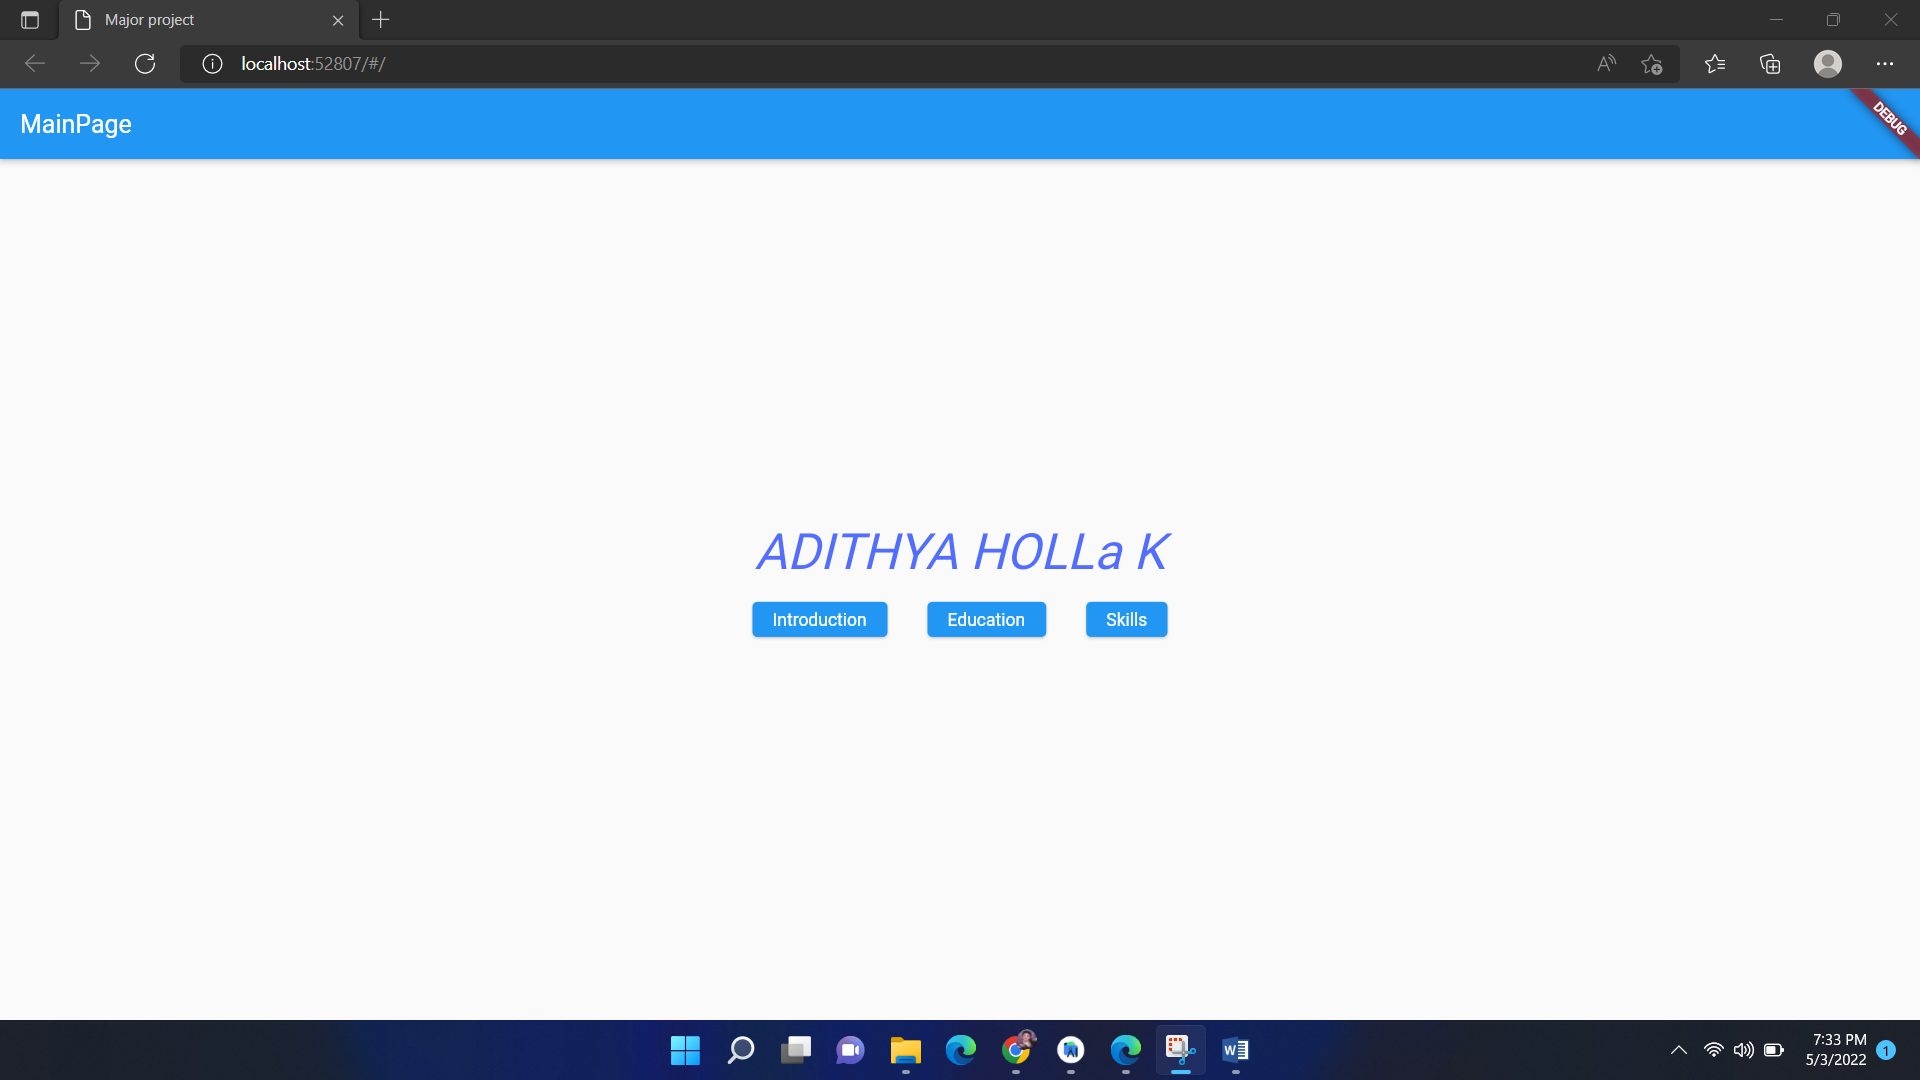 Major project
localhost:52807/#/
MainPage
DEBUG
ADITHYA HOLLa K
Introduction Education Skills
7:33 PM
5/3/2022 1